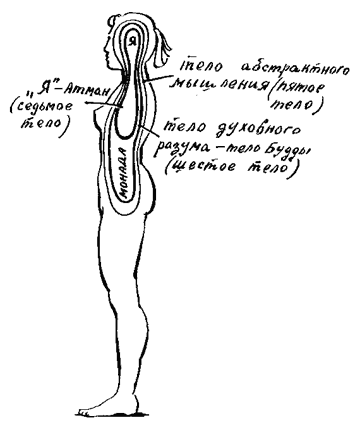 Я
тело абстрактного
мышления (пятое
тело)
„Я"-Атман
(седьмое
тело)
тело духовного
разума – тело Будды
(шестое тело)
монада